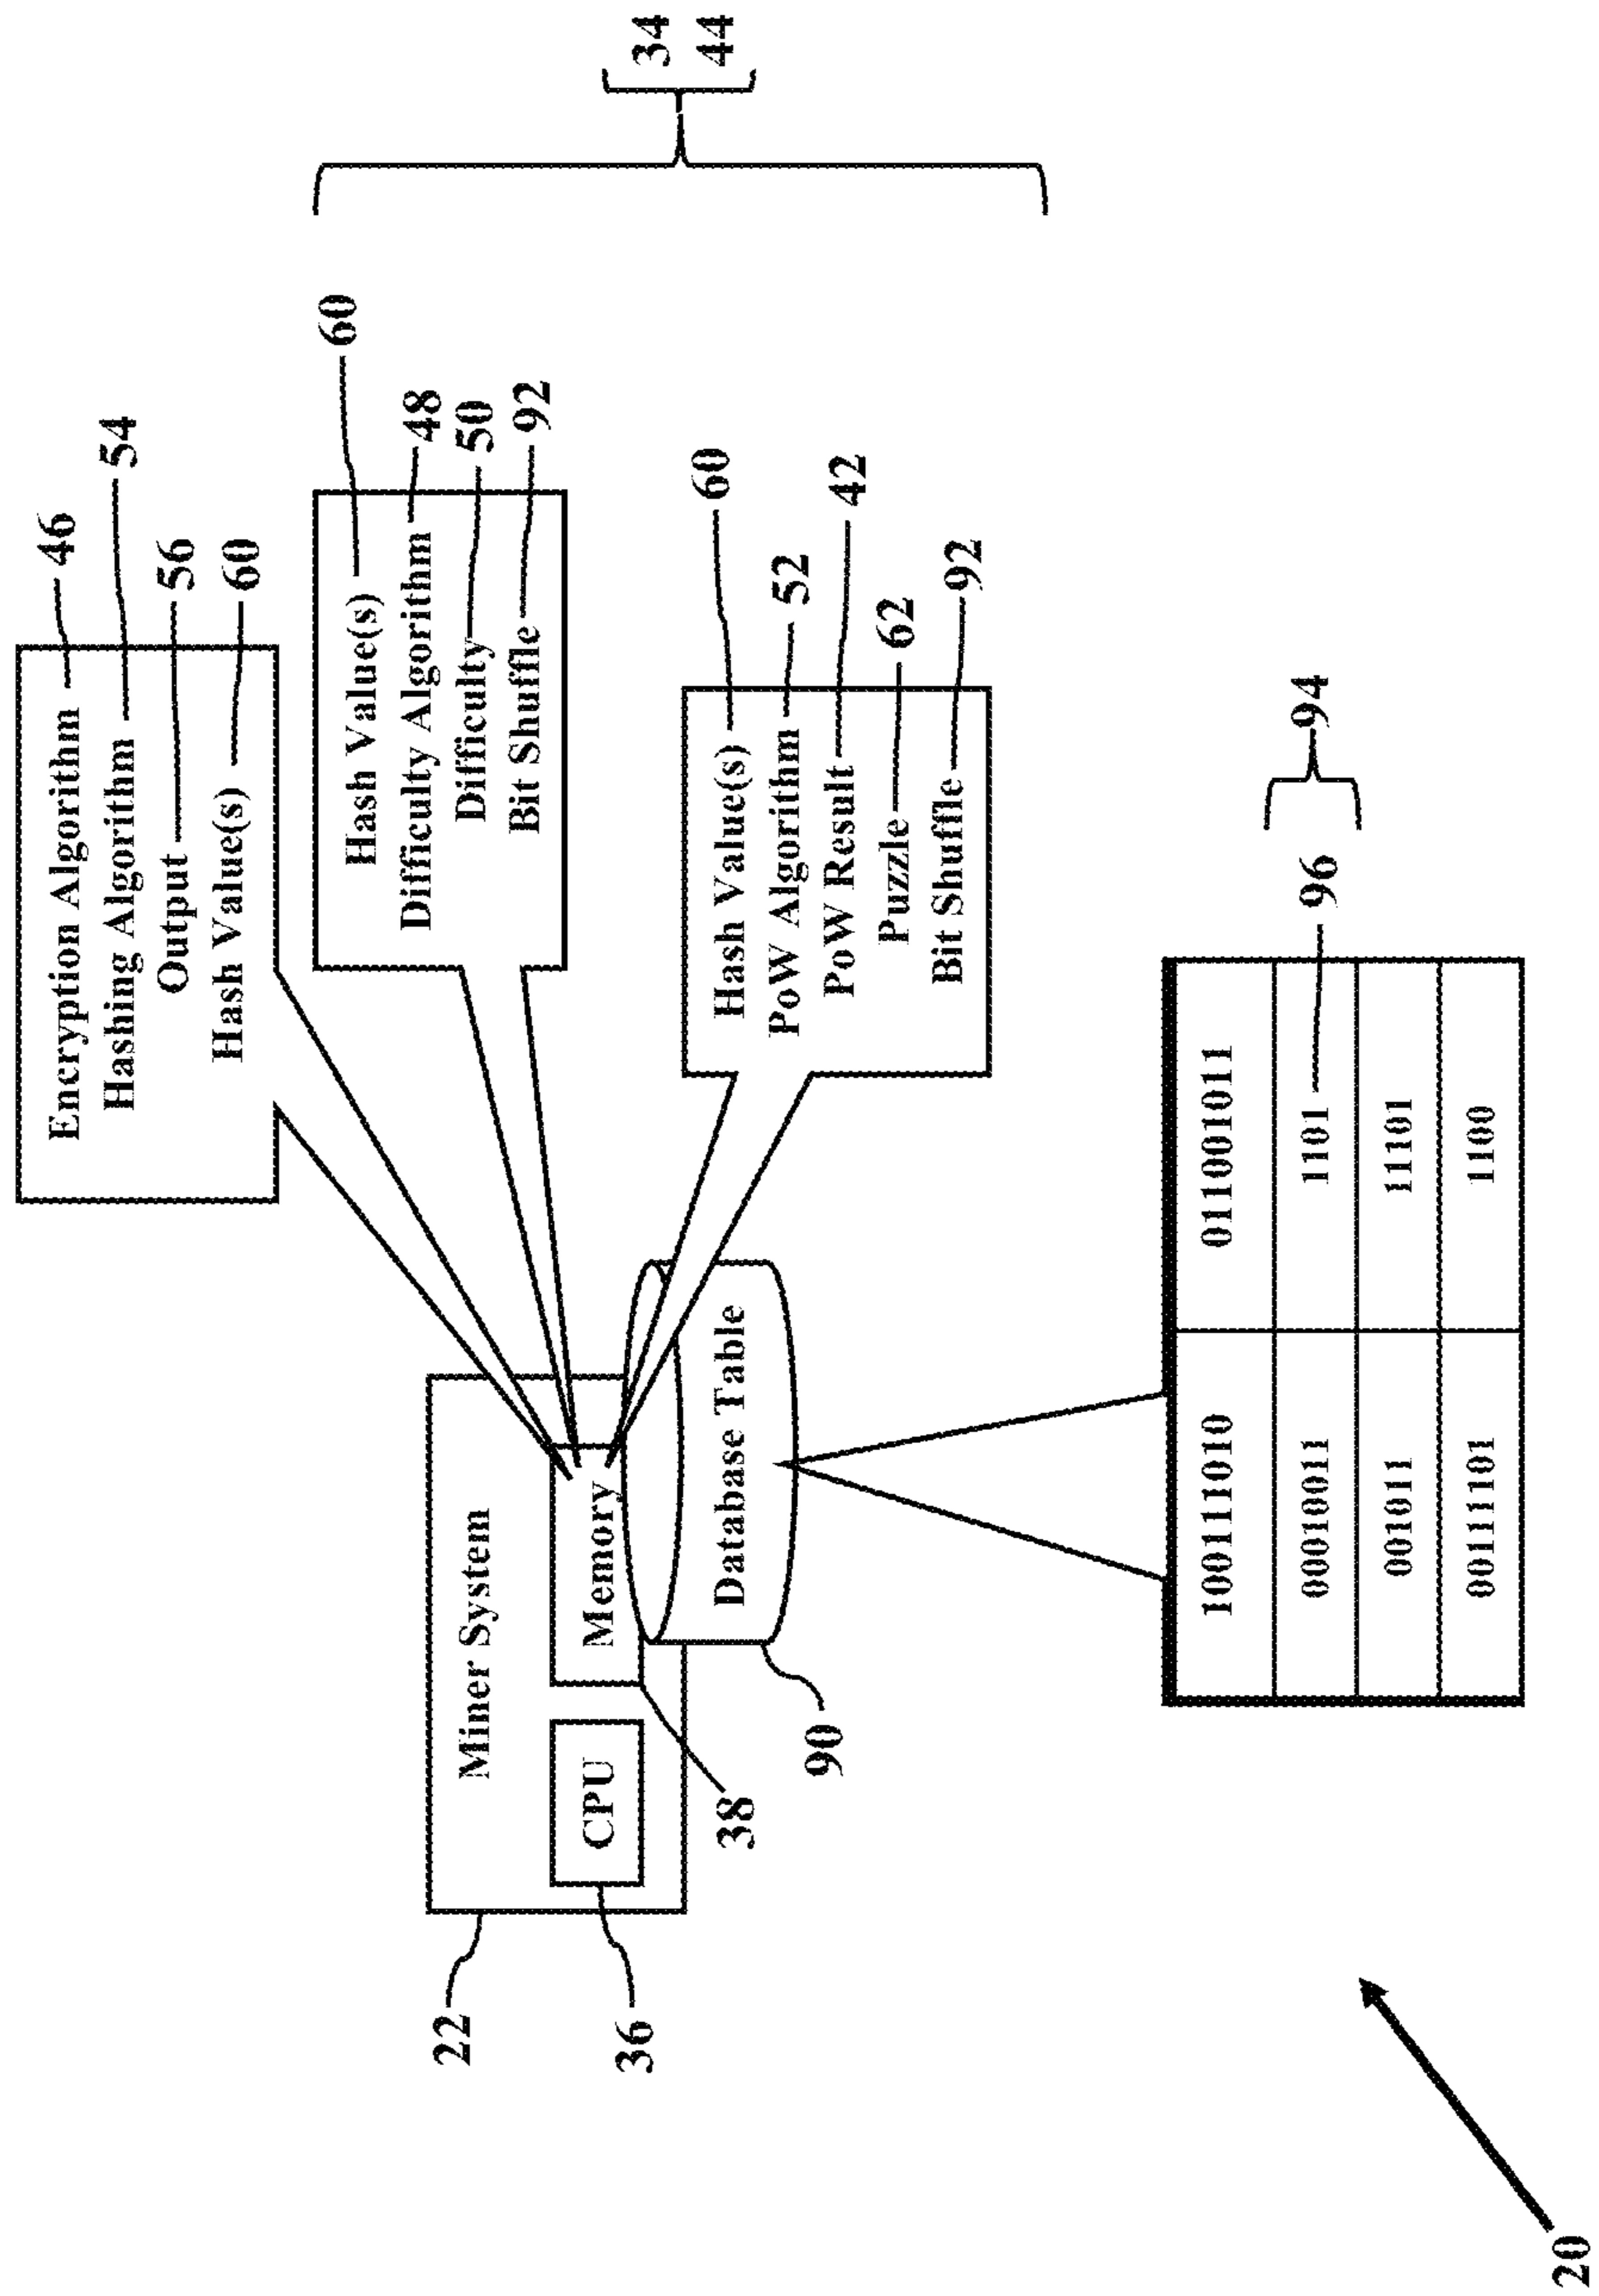 Encryption Algorithm 46
Hashing Algorithm 54
Output 56
Hash Value(s) 60
Hash Value(s) 60
Difficulty Algorithm 48
Difficulty 50
Bit Shuffle 92
34
44
Miner System
22
CPU
Memory
36
38
Database Table
90
Hash Value(s) 60
PoW Algorithm 52
PoW Result 42
Puzzle 62
Bit Shuffle 92
10011011010 01100101011
00010011 1101 96
94
001011 11101
00111101 1100
20